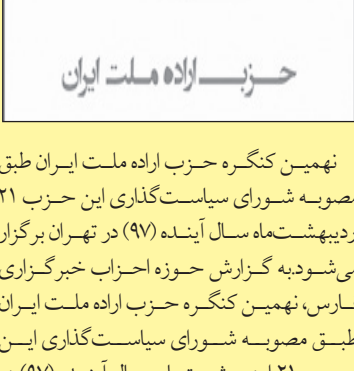 حزب اراده ملت ایران
نهمین کنگره حزب اراده ملت ایران طبق
مصوبه شورای سیاست‌گذاری این حزب ۲۱
ردیبهشت‌ماه سال آینده (۹۷) در تهران برگزار
می‌شود.به گزارش حوزه احزاب خبرگزاری
ـارس، نهمین کنگره حزب اراده ملت ایران
طبق مصوبه شورای سیاست‌گذاری این